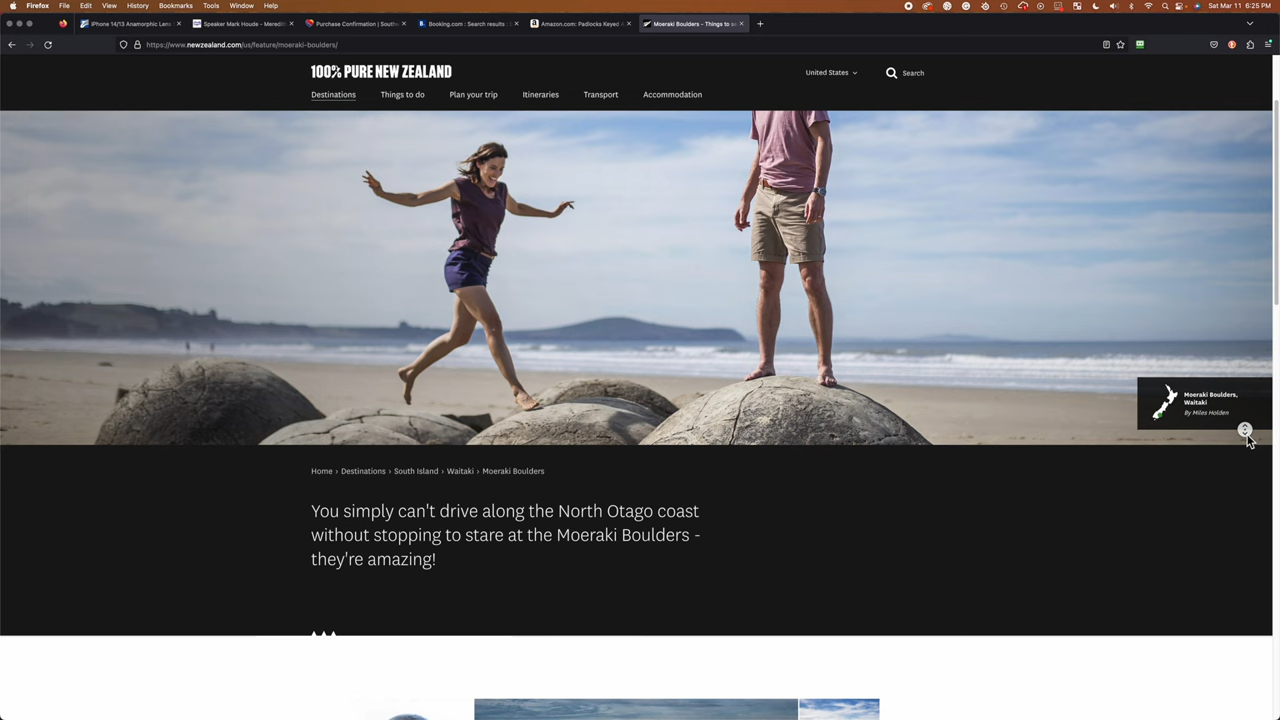 Firefox File Edit View History Bookmarks Tools Window Help
Sat Mar 11 6:25 PM
iPhone 14/13 Anamorphic Len
Speaker Mark Houde - Meredit
Purchase Confirmation | South
Booking.com : Search results :
Amazon.com: Padlocks Keyed A
Moeraki Boulders - Things to s
https://www.newzealand.com/us/feature/moeraki-boulders/
100% PURE NEW ZEALAND
United States
Search
Destinations Things to do Plan your trip Itineraries Transport Accommodation
Moeraki Boulders,
Waitaki
By Miles Holden
Home › Destinations › South Island › Waitaki › Moeraki Boulders
You simply can't drive along the North Otago coast
without stopping to stare at the Moeraki Boulders -
they're amazing!